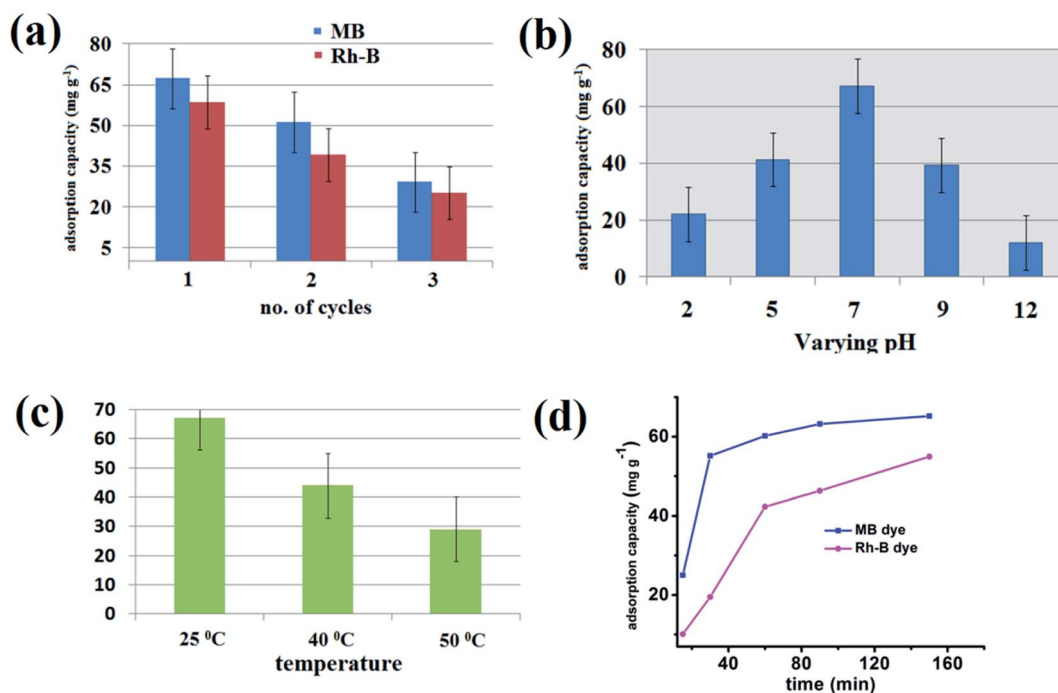 (a)
MB
Rh-B
adsorption capacity (mg g⁻¹)
80
65
50
35
20
5
1 2 3
no. of cycles
(b)
adsorption capacity (mg g⁻¹)
80
60
40
20
0
2 5 7 9 12
Varying pH
(c)
70
60
50
40
30
20
10
0
25 ⁰C 40 ⁰C 50 ⁰C
temperature
(d)
adsorption capacity (mg g⁻¹)
60
40
20
MB dye
Rh-B dye
40 80 120 160
time (min)